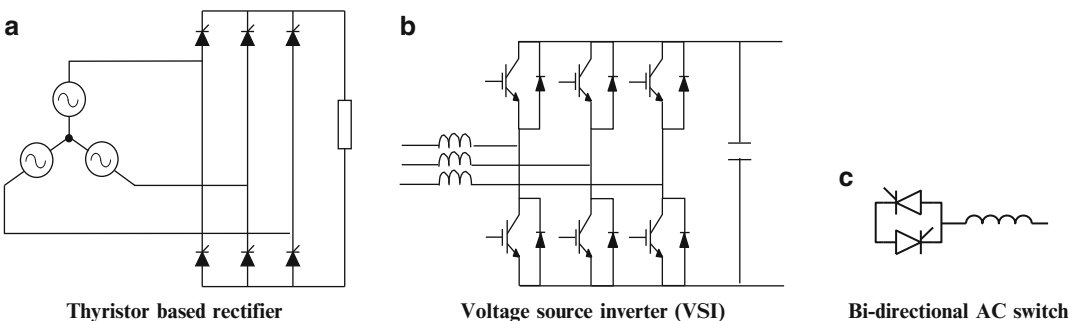 a
b
c
Thyristor based rectifier
Voltage source inverter (VSI)
Bi-directional AC switch